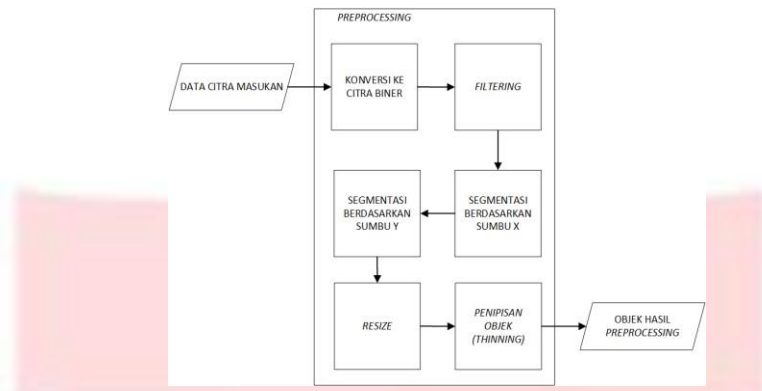 PREPROCESSING
DATA CITRA MASUKAN
KONVERSI KE
CITRA BINER
FILTERING
SEGMENTASI
BERDASARKAN
SUMBU X
SEGMENTASI
BERDASARKAN
SUMBU Y
RESIZE
PENIPISAN
OBJEK
(THINNING)
OBJEK HASIL
PREPROCESSING